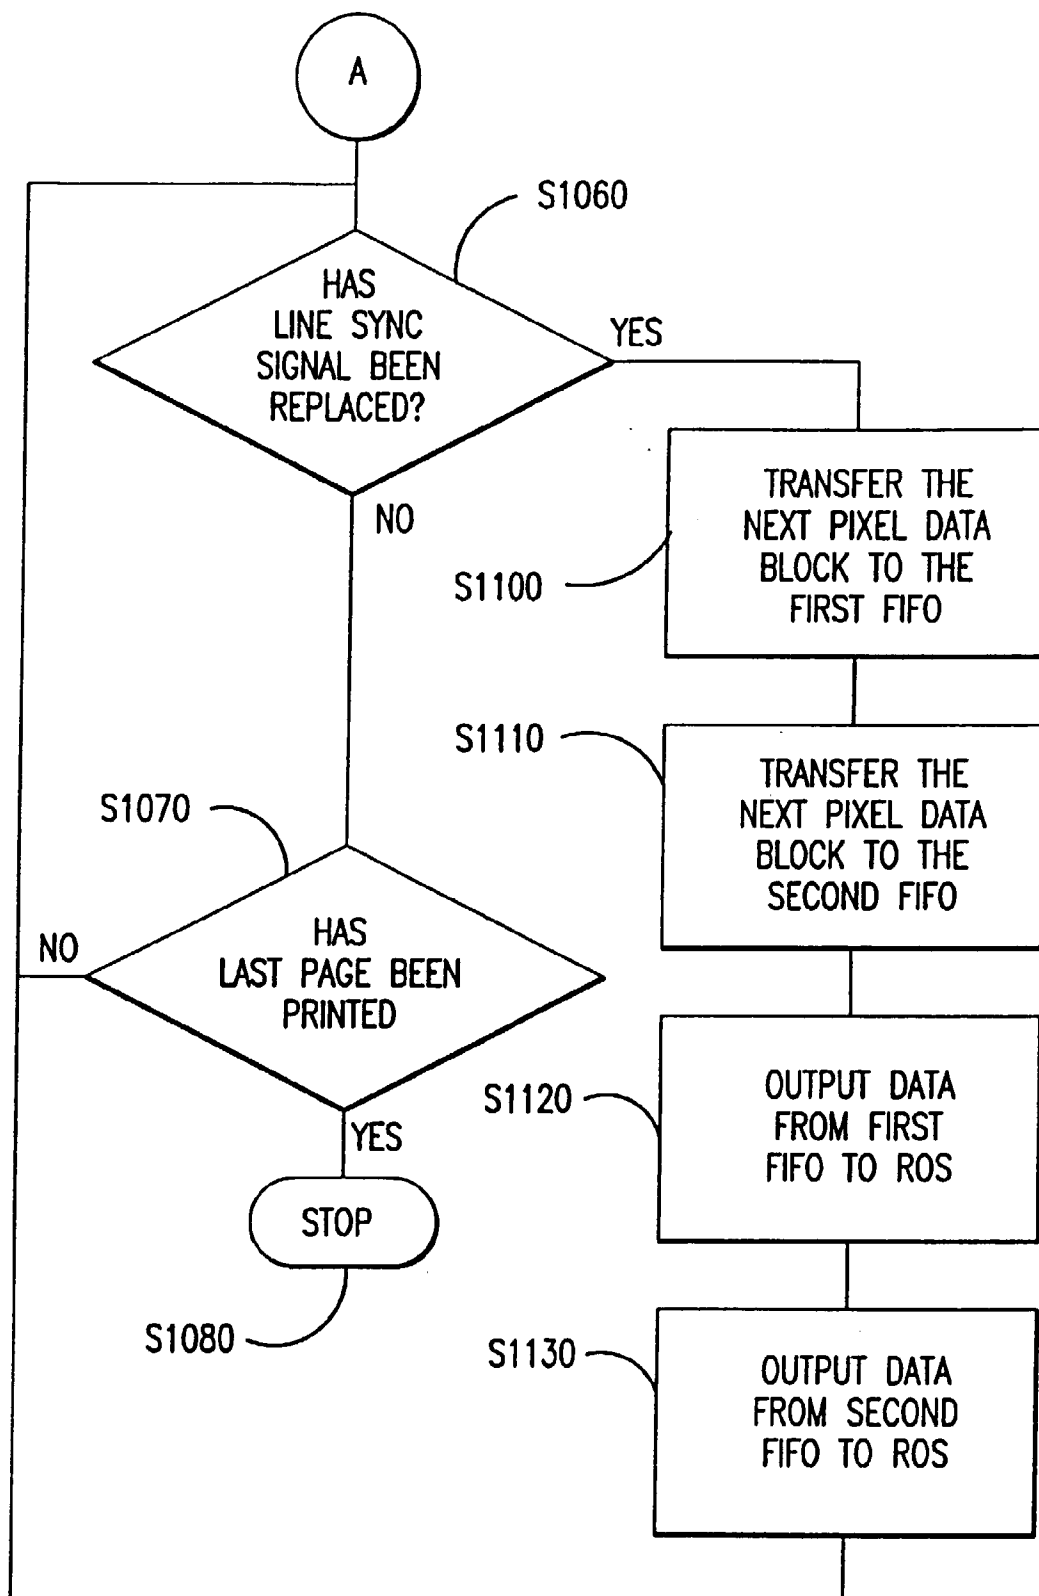 A
S1060
HAS
LINE SYNC
SIGNAL BEEN
REPLACED?
YES
NO
TRANSFER THE
NEXT PIXEL DATA
BLOCK TO THE
FIRST FIFO
S1100
S1110
TRANSFER THE
NEXT PIXEL DATA
BLOCK TO THE
SECOND FIFO
S1070
NO
HAS
LAST PAGE BEEN
PRINTED
YES
STOP
S1080
S1120
OUTPUT DATA
FROM FIRST
FIFO TO ROS
S1130
OUTPUT DATA
FROM SECOND
FIFO TO ROS